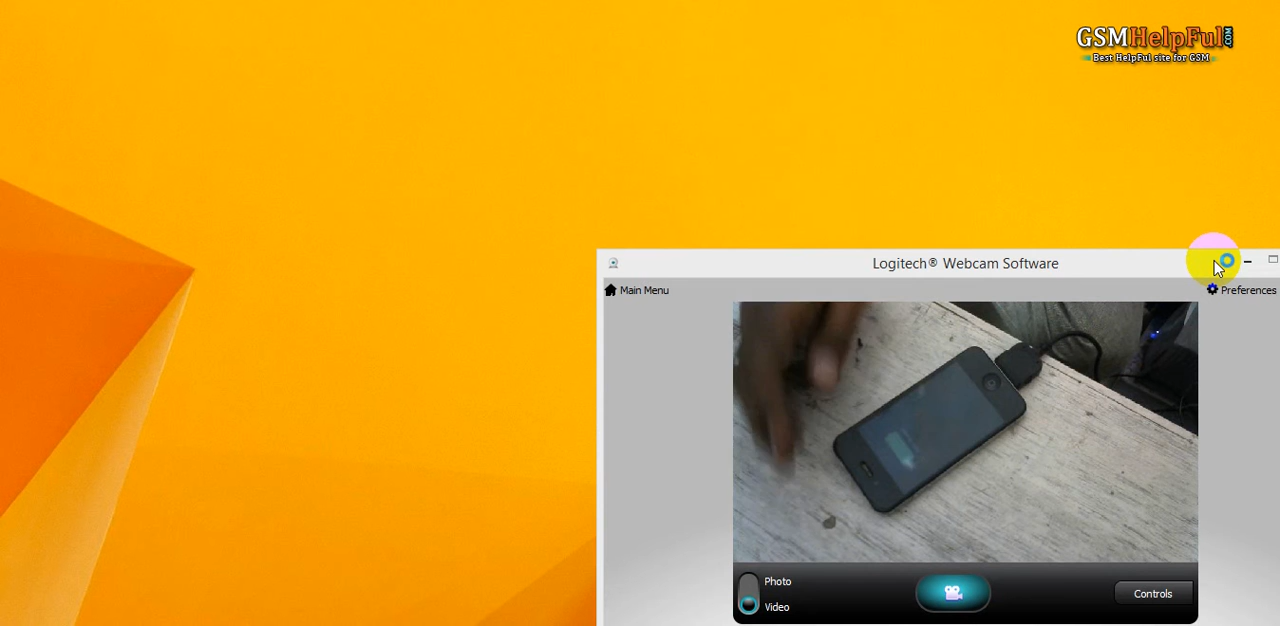 GSMHelpFul.COM
Best HelpFul site for GSM
Logitech® Webcam Software
Main Menu
Preferences
Photo
Video
Controls